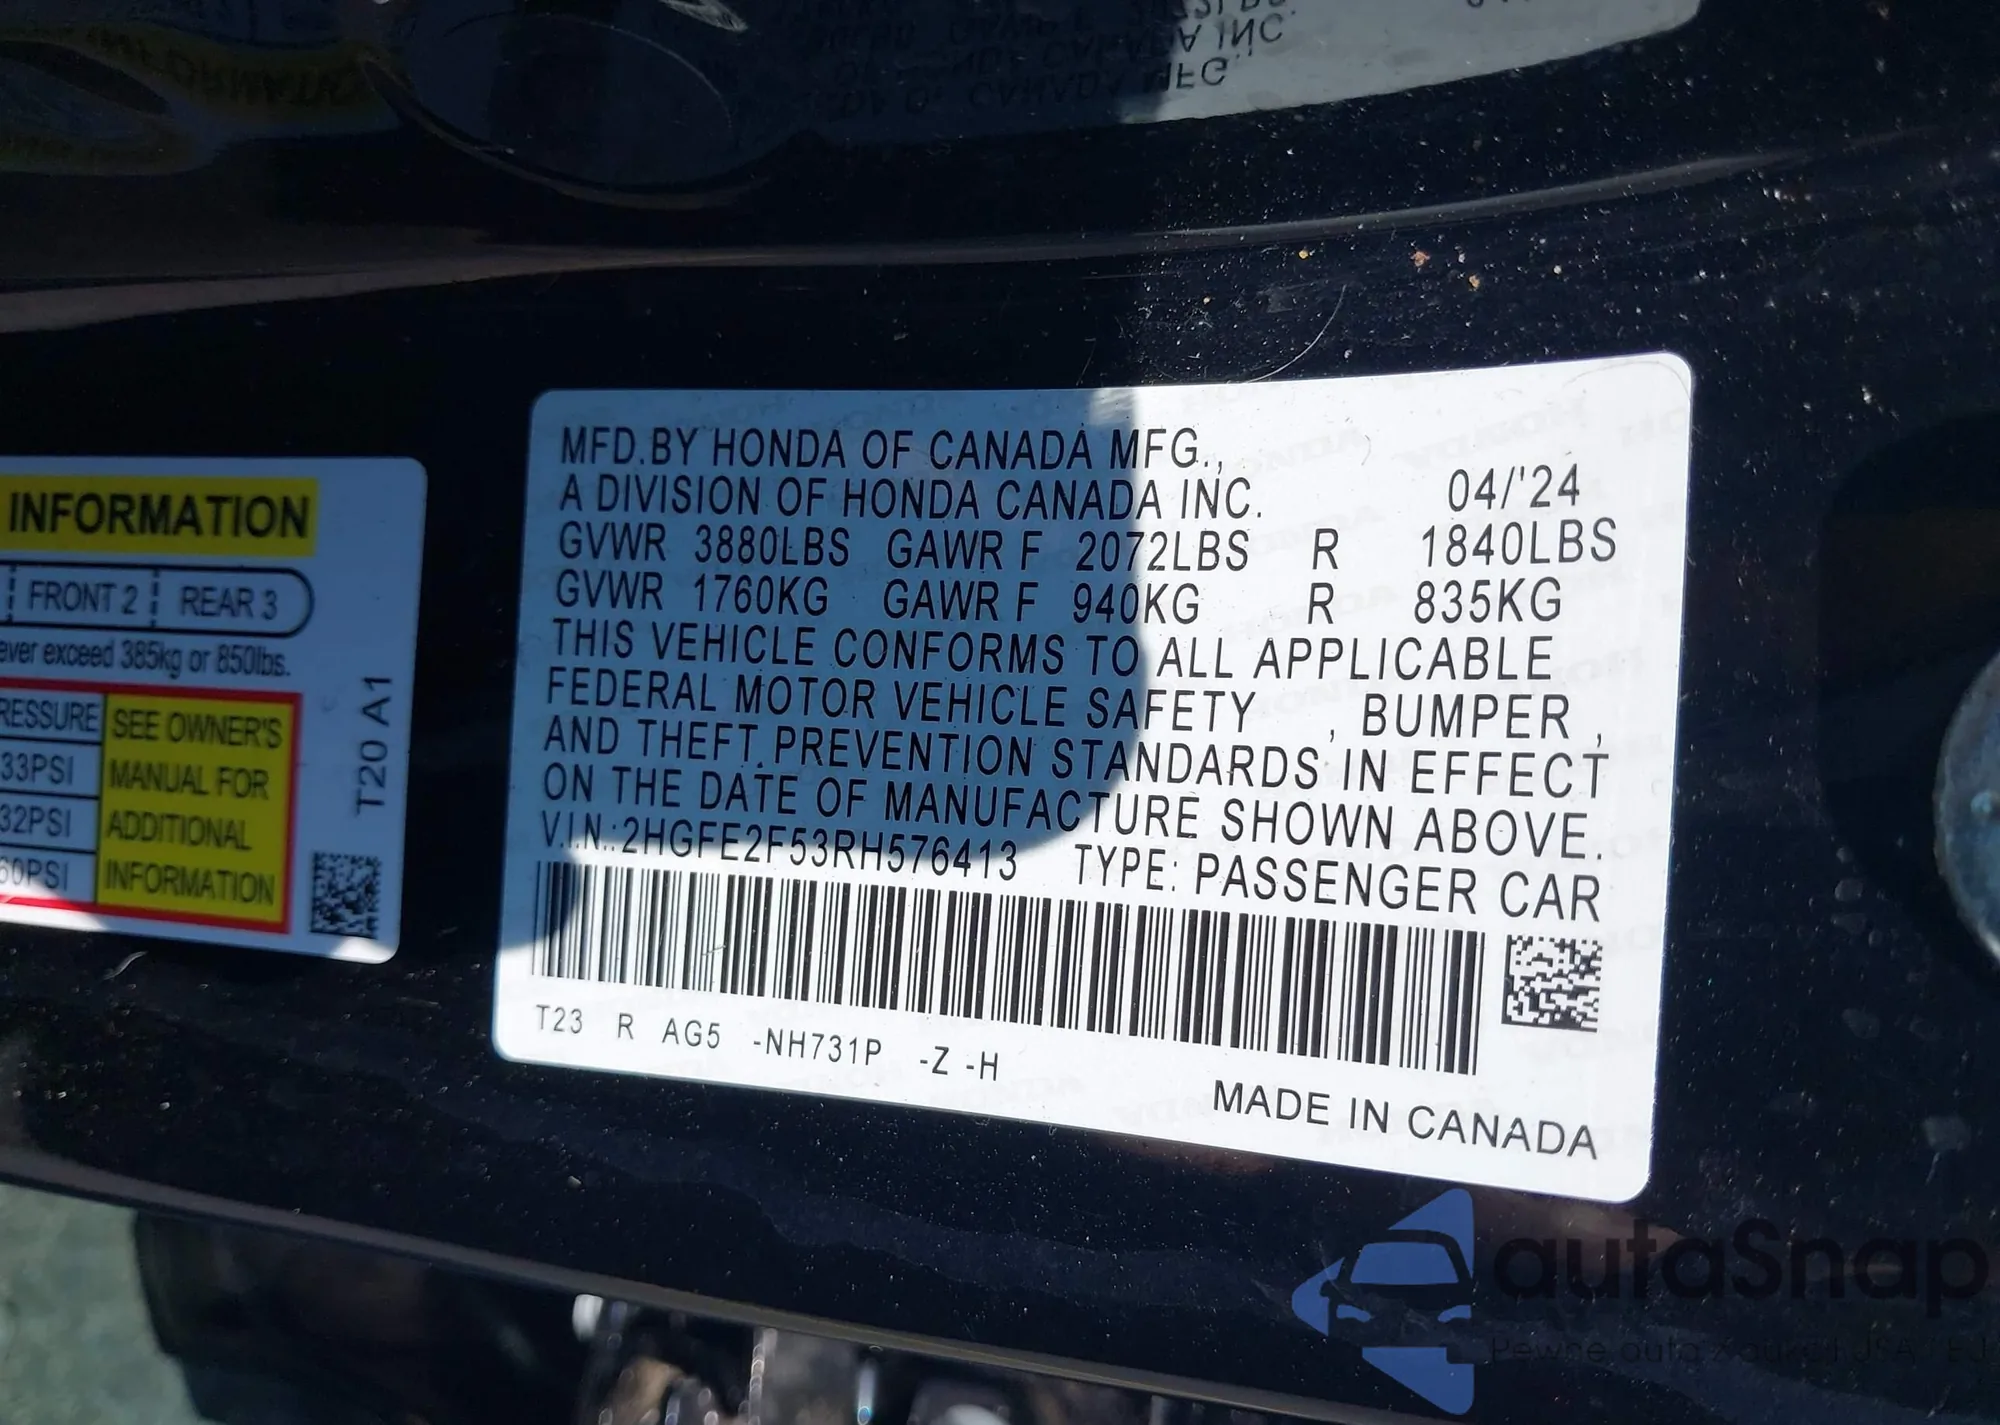 INFORMATION
FRONT 2 REAR 3
ever exceed 385kg or 850lbs.
RESSURE
33PSI
32PSI
60PSI
SEE OWNER'S
MANUAL FOR
ADDITIONAL
INFORMATION
T20 A1
MFD.BY HONDA OF CANADA MFG.,
A DIVISION OF HONDA CANADA INC. 04/'24
GVWR 3880LBS GAWR F 2072LBS R 1840LBS
GVWR 1760KG GAWR F 940KG R 835KG
THIS VEHICLE CONFORMS TO ALL APPLICABLE
FEDERAL MOTOR VEHICLE SAFETY , BUMPER ,
AND THEFT PREVENTION STANDARDS IN EFFECT
ON THE DATE OF MANUFACTURE SHOWN ABOVE.
V.I.N.:2HGFE2F53RH576413 TYPE: PASSENGER CAR
T23 R AG5 -NH731P -Z -H
MADE IN CANADA
autaSnap